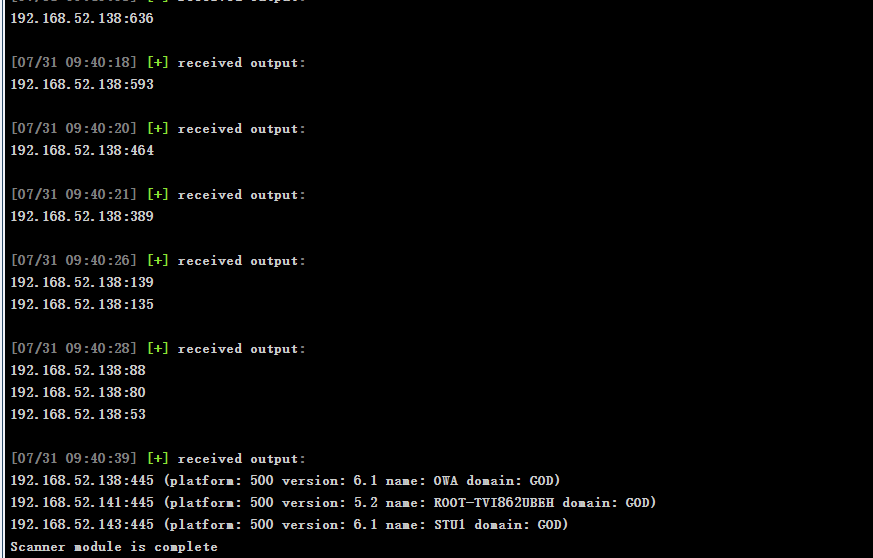 192.168.52.138:636
[07/31 09:40:18] [+] received output:
192.168.52.138:593
[07/31 09:40:20] [+] received output:
192.168.52.138:464
[07/31 09:40:21] [+] received output:
192.168.52.138:389
[07/31 09:40:26] [+] received output:
192.168.52.138:139
192.168.52.138:135
[07/31 09:40:28] [+] received output:
192.168.52.138:88
192.168.52.138:80
192.168.52.138:53
[07/31 09:40:39] [+] received output:
192.168.52.138:445 (platform: 500 version: 6.1 name: OWA domain: GOD)
192.168.52.141:445 (platform: 500 version: 5.2 name: ROOT-TVI862UBEH domain: GOD)
192.168.52.143:445 (platform: 500 version: 6.1 name: STU1 domain: GOD)
Scanner module is complete